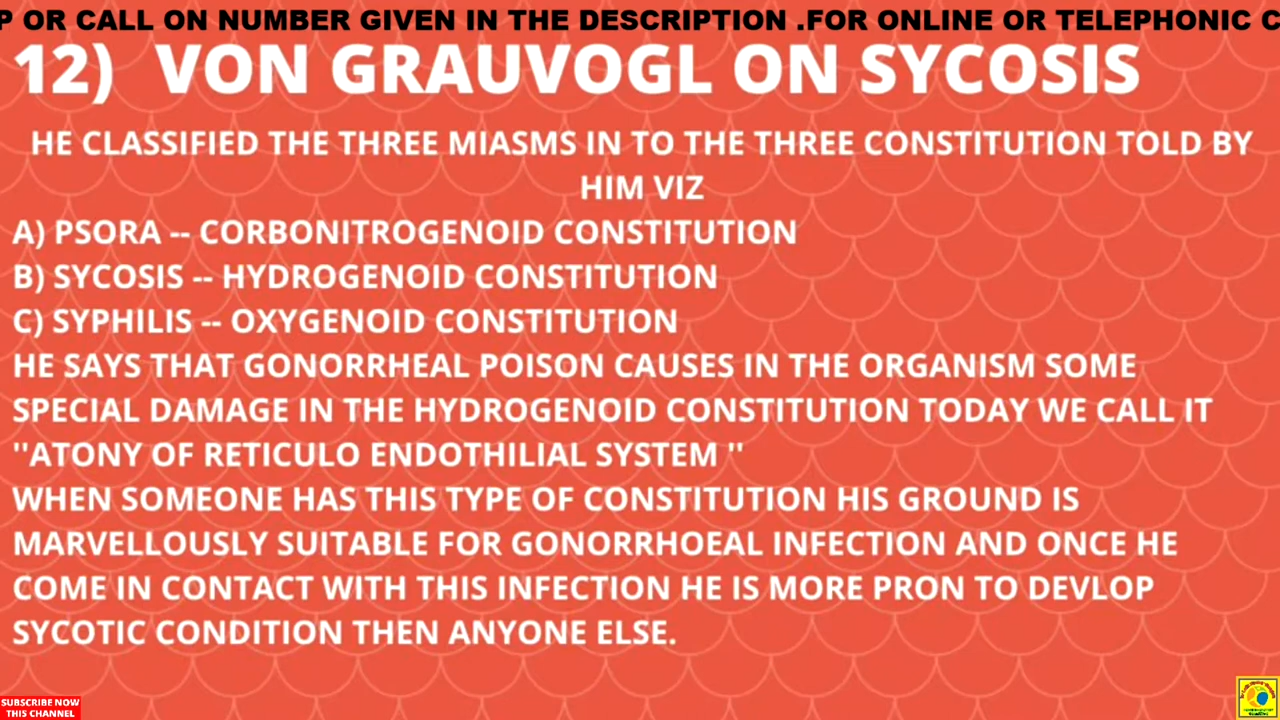 P OR CALL ON NUMBER GIVEN IN THE DESCRIPTION .FOR ONLINE OR TELEPHONIC C
12) VON GRAUVOGL ON SYCOSIS
HE CLASSIFIED THE THREE MIASMS IN TO THE THREE CONSTITUTION TOLD BY
HIM VIZ
A) PSORA -- CORBONITROGENOID CONSTITUTION
B) SYCOSIS -- HYDROGENOID CONSTITUTION
C) SYPHILIS -- OXYGENOID CONSTITUTION
HE SAYS THAT GONORRHEAL POISON CAUSES IN THE ORGANISM SOME
SPECIAL DAMAGE IN THE HYDROGENOID CONSTITUTION TODAY WE CALL IT
''ATONY OF RETICULO ENDOTHILIAL SYSTEM ''
WHEN SOMEONE HAS THIS TYPE OF CONSTITUTION HIS GROUND IS
MARVELLOUSLY SUITABLE FOR GONORRHOEAL INFECTION AND ONCE HE
COME IN CONTACT WITH THIS INFECTION HE IS MORE PRON TO DEVLOP
SYCOTIC CONDITION THEN ANYONE ELSE.
SUBSCRIBE NOW
THIS CHANNEL